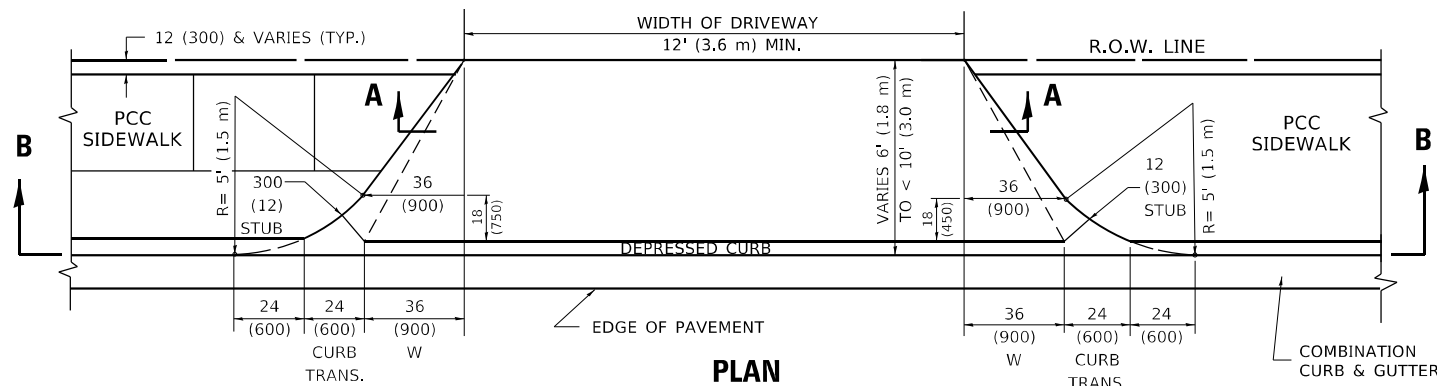 WIDTH OF DRIVEWAY
12' (3.6 m) MIN.
12 (300) & VARIES (TYP.)
R.O.W. LINE
A
A
PCC
SIDEWALK
PCC
SIDEWALK
B
B
R= 5' (1.5 m)
R= 5' (1.5 m)
VARIES 6' (1.8 m)
TO < 10' (3.0 m)
300
(12)
STUB
36
(900)
18
(750)
36
(900)
18
(450)
12
(300)
STUB
DEPRESSED CURB
24
(600)
24
(600)
CURB
TRANS.
36
(900)
W
EDGE OF PAVEMENT
36
(900)
W
24
(600)
CURB
TRANS.
24
(600)
COMBINATION
CURB & GUTTER
PLAN